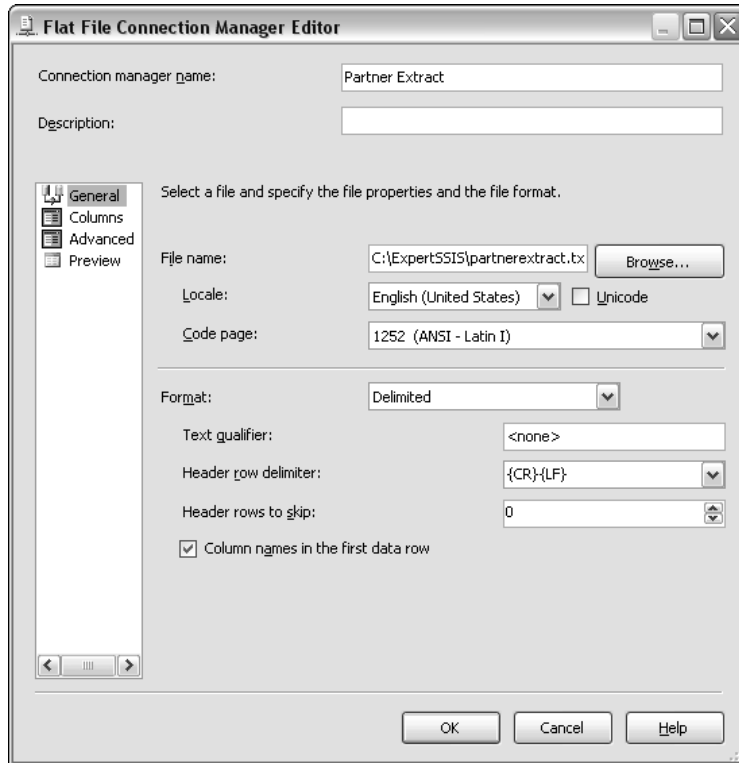 Flat File Connection Manager Editor
Connection manager name: Partner Extract
Description:
General
Columns
Advanced
Preview
Select a file and specify the file properties and the file format.
File name: C:\ExpertSSIS\partnerextract.tx Browse...
Locale: English (United States) Unicode
Code page: 1252 (ANSI - Latin I)
Format: Delimited
Text qualifier: <none>
Header row delimiter: {CR}{LF}
Header rows to skip: 0
Column names in the first data row
OK Cancel Help